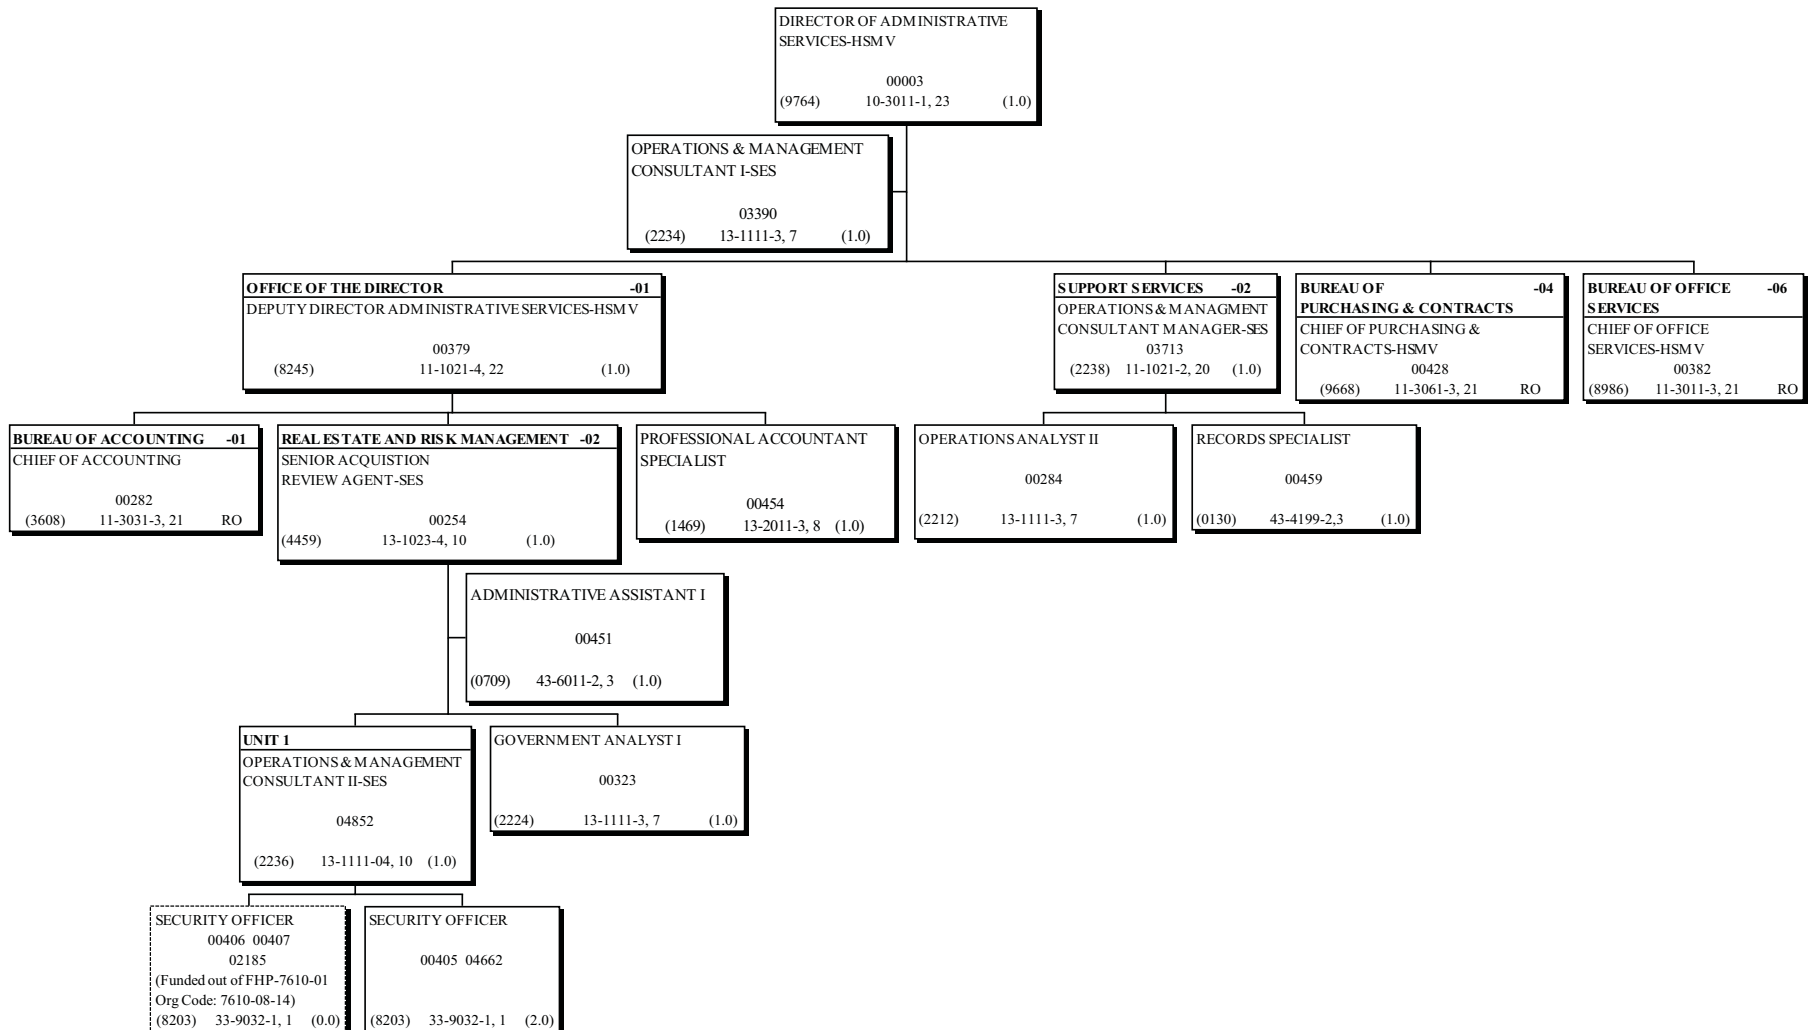 DIRECTOR OF ADMINISTRATIVE
SERVICES-HSMV
00003
(9764) 10-3011-1, 23 (1.0)
OPERATIONS & MANAGEMENT
CONSULTANT I-SES
03390
(2234) 13-1111-3, 7 (1.0)
OFFICE OF THE DIRECTOR -01
DEPUTY DIRECTOR ADMINISTRATIVE SERVICES-HSMV
00379
(8245) 11-1021-4, 22 (1.0)
SUPPORT SERVICES -02
OPERATIONS & MANAGMENT
CONSULTANT MANAGER-SES
03713
(2238) 11-1021-2, 20 (1.0)
BUREAU OF -04
PURCHASING & CONTRACTS
CHIEF OF PURCHASING &
CONTRACTS-HSMV
00428
(9668) 11-3061-3, 21 RO
BUREAU OF OFFICE -06
SERVICES
CHIEF OF OFFICE
SERVICES-HSMV
00382
(8986) 11-3011-3, 21 RO
BUREAU OF ACCOUNTING -01
CHIEF OF ACCOUNTING
00282
(3608) 11-3031-3, 21 RO
REAL ESTATE AND RISK MANAGEMENT -02
SENIOR ACQUISTION
REVIEW AGENT-SES
00254
(4459) 13-1023-4, 10 (1.0)
PROFESSIONAL ACCOUNTANT
SPECIALIST
00454
(1469) 13-2011-3, 8 (1.0)
OPERATIONS ANALYST II
00284
(2212) 13-1111-3, 7 (1.0)
RECORDS SPECIALIST
00459
(0130) 43-4199-2,3 (1.0)
ADMINISTRATIVE ASSISTANT I
00451
(0709) 43-6011-2, 3 (1.0)
UNIT 1
OPERATIONS & MANAGEMENT
CONSULTANT II-SES
04852
(2236) 13-1111-04, 10 (1.0)
GOVERNMENT ANALYST I
00323
(2224) 13-1111-3, 7 (1.0)
SECURITY OFFICER
00406 00407
02185
(Funded out of FHP-7610-01
Org Code: 7610-08-14)
(8203) 33-9032-1, 1 (0.0)
SECURITY OFFICER
00405 04662
(8203) 33-9032-1, 1 (2.0)